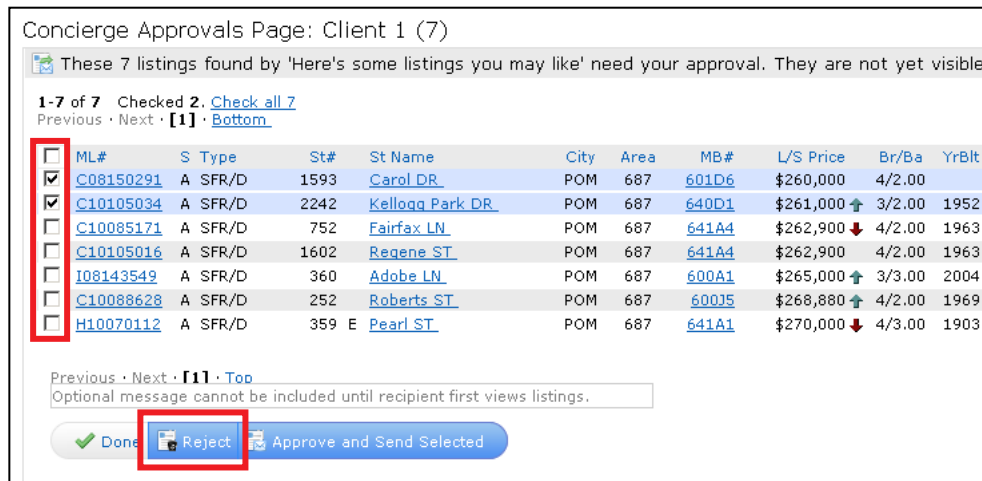 Concierge Approvals Page: Client 1 (7)
These 7 listings found by 'Here's some listings you may like' need your approval. They are not yet visible
1-7 of 7 Checked 2. Check all 7
Previous · Next · [1] · Bottom
ML# S Type St# St Name City Area MB# L/S Price Br/Ba YrBlt
C08150291 A SFR/D 1593 Carol DR POM 687 601D6 $260,000 4/2.00
C10105034 A SFR/D 2242 Kellogg Park DR POM 687 640D1 $261,000 3/2.00 1952
C10085171 A SFR/D 752 Fairfax LN POM 687 641A4 $262,900 4/2.00 1963
C10105016 A SFR/D 1602 Regene ST POM 687 641A4 $262,900 4/2.00 1963
I08143549 A SFR/D 360 Adobe LN POM 687 600A1 $265,000 3/3.00 2004
C10088628 A SFR/D 252 Roberts ST POM 687 600J5 $268,880 4/2.00 1969
H10070112 A SFR/D 359 E Pearl ST POM 687 641A1 $270,000 4/3.00 1903
Previous · Next · [1] · Top
Optional message cannot be included until recipient first views listings.
Done Reject Approve and Send Selected